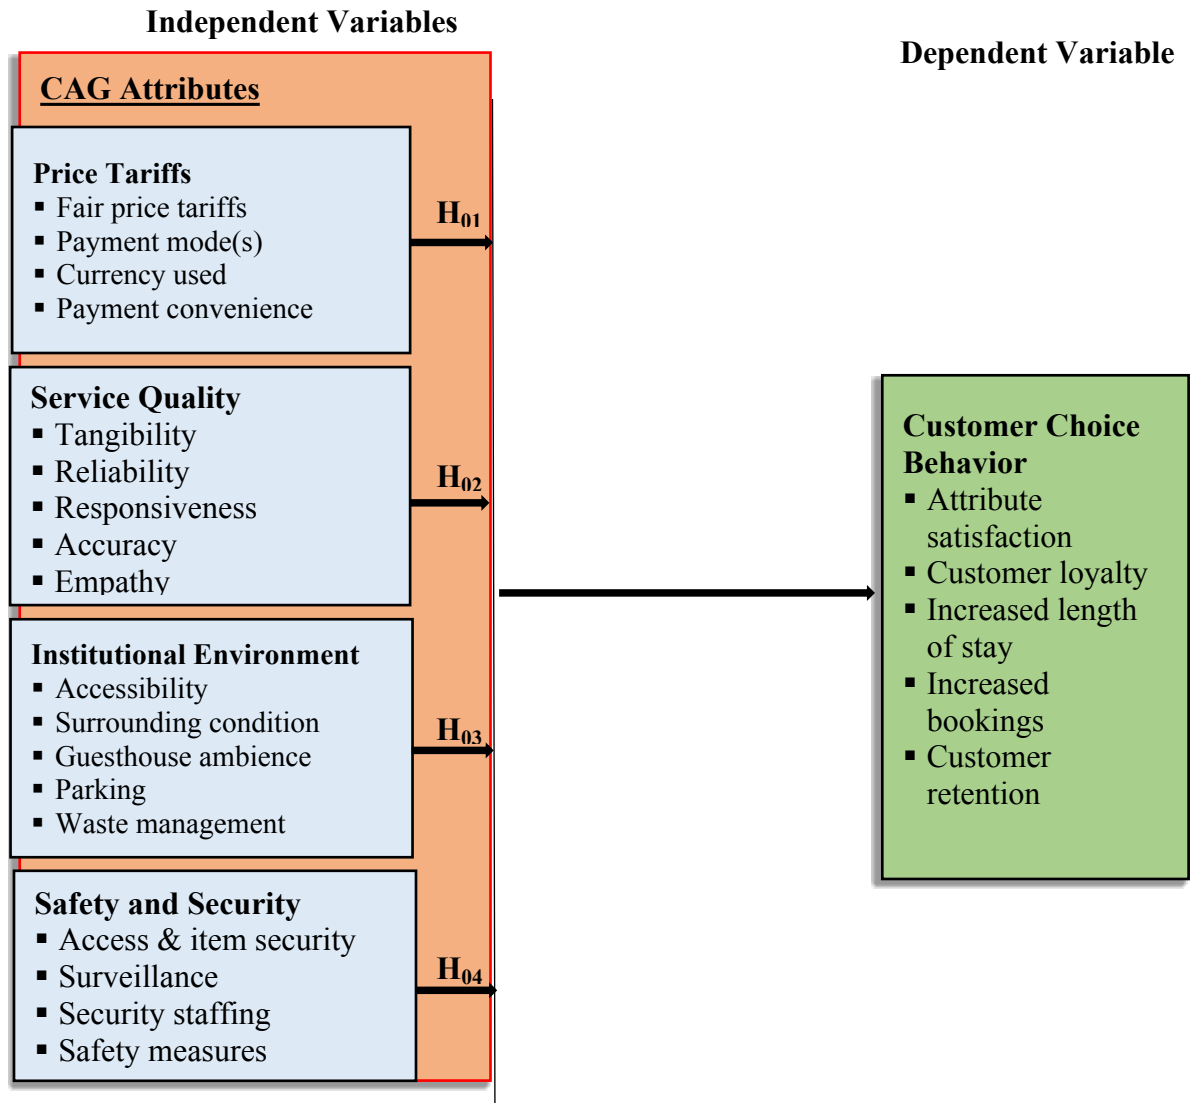 Independent Variables
Dependent Variable
CAG Attributes
Price Tariffs
▪ Fair price tariffs
▪ Payment mode(s)
▪ Currency used
▪ Payment convenience
H01
Service Quality
▪ Tangibility
▪ Reliability
▪ Responsiveness
▪ Accuracy
▪ Empathy
H02
Institutional Environment
▪ Accessibility
▪ Surrounding condition
▪ Guesthouse ambience
▪ Parking
▪ Waste management
H03
Safety and Security
▪ Access & item security
▪ Surveillance
▪ Security staffing
▪ Safety measures
H04
Customer Choice
Behavior
▪ Attribute
satisfaction
▪ Customer loyalty
▪ Increased length
of stay
▪ Increased
bookings
▪ Customer
retention